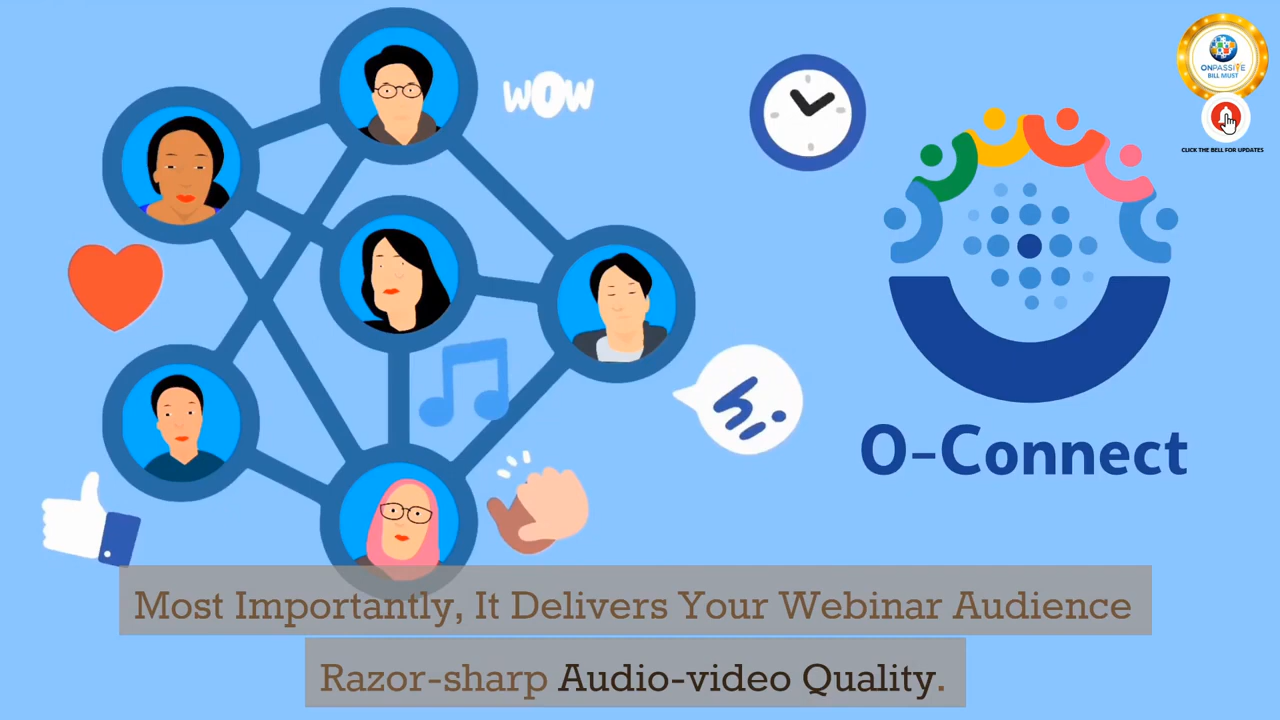 WOW
ONPASSIVE
BILL MUST
CLICK THE BELL FOR UPDATES
hi
O-Connect
Most Importantly, It Delivers Your Webinar Audience
Razor-sharp Audio-video Quality.